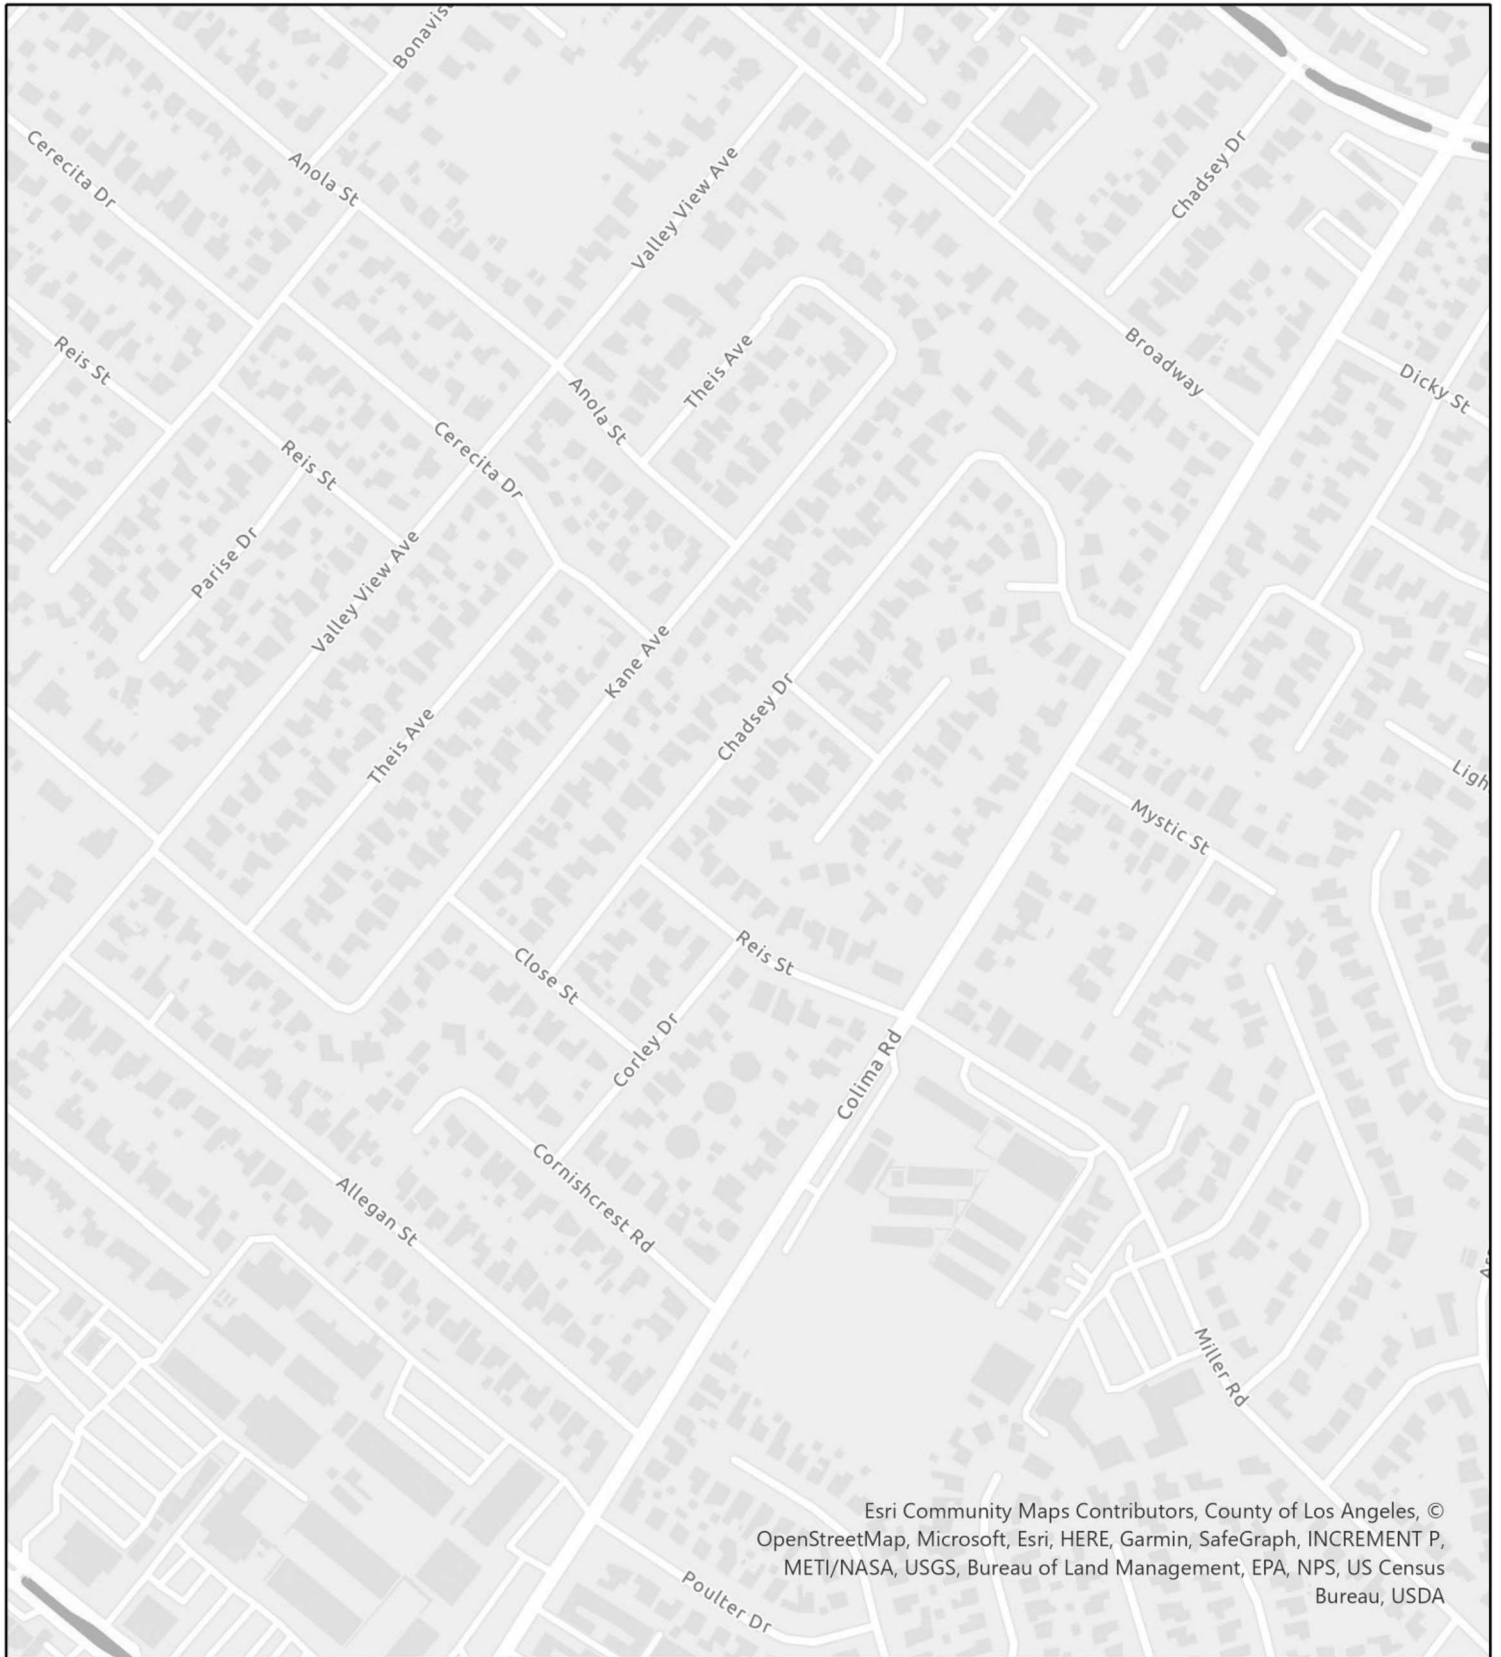 Bonavis
Cerecita Dr
Anola St
Valley View Ave
Chadsey Dr
Reis St
Theis Ave
Broadway
Dicky St
Anola St
Cerecita Dr
Reis St
Parise Dr
Valley View Ave
Kane Ave
Chadsey Dr
Theis Ave
Ligh
Mystic St
Reis St
Close St
Corley Dr
Colima Rd
Cornishcrest Rd
Allegan St
Miller Rd
Esri Community Maps Contributors, County of Los Angeles, ©
OpenStreetMap, Microsoft, Esri, HERE, Garmin, SafeGraph, INCREMENT P,
METI/NASA, USGS, Bureau of Land Management, EPA, NPS, US Census
Bureau, USDA
Poulter Dr